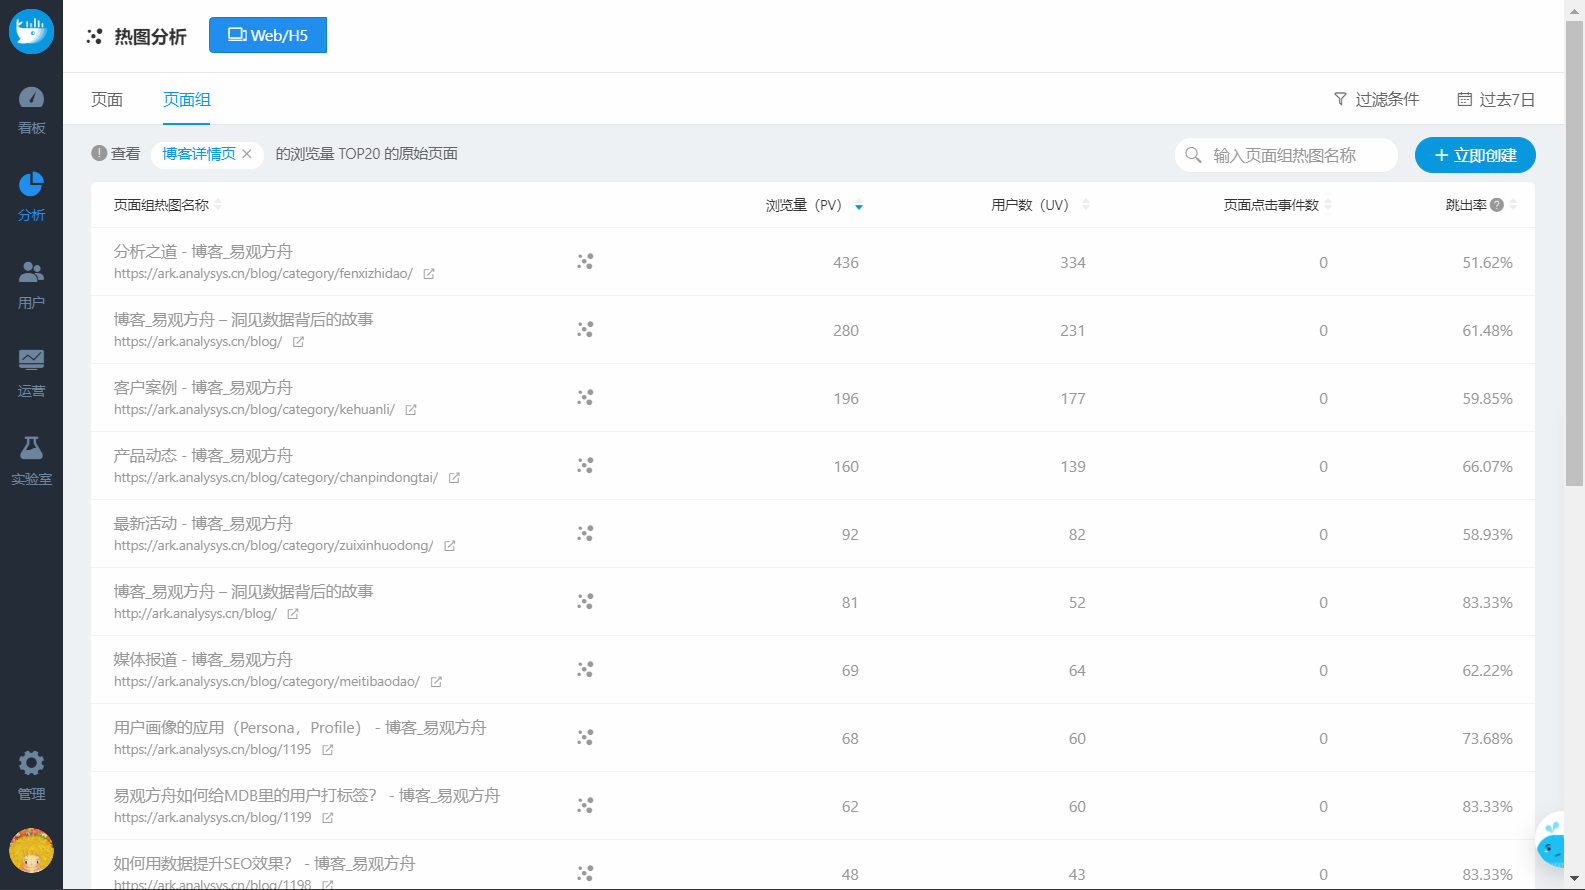 热图分析
Web/H5
看板
分析
用户
运营
实验室
管理
页面
页面组
过滤条件
过去7日
查看 博客详情页 × 的浏览量 TOP20 的原始页面
输入页面组热图名称
+ 立即创建
页面组热图名称 浏览量（PV） 用户数（UV） 页面点击事件数 跳出率
分析之道 - 博客_易观方舟
https://ark.analysys.cn/blog/category/fenxizhidao/
436 334 0 51.62%
博客_易观方舟 – 洞见数据背后的故事
https://ark.analysys.cn/blog/
280 231 0 61.48%
客户案例 - 博客_易观方舟
https://ark.analysys.cn/blog/category/kehuanli/
196 177 0 59.85%
产品动态 - 博客_易观方舟
https://ark.analysys.cn/blog/category/chanpindongtai/
160 139 0 66.07%
最新活动 - 博客_易观方舟
https://ark.analysys.cn/blog/category/zuixinhuodong/
92 82 0 58.93%
博客_易观方舟 – 洞见数据背后的故事
http://ark.analysys.cn/blog/
81 52 0 83.33%
媒体报道 - 博客_易观方舟
https://ark.analysys.cn/blog/category/meitibaodao/
69 64 0 62.22%
用户画像的应用（Persona，Profile） - 博客_易观方舟
https://ark.analysys.cn/blog/1195
68 60 0 73.68%
易观方舟如何给MDB里的用户打标签？ - 博客_易观方舟
https://ark.analysys.cn/blog/1199
62 60 0 83.33%
如何用数据提升SEO效果？ - 博客_易观方舟
https://ark.analysys.cn/blog/1198
48 43 0 83.33%